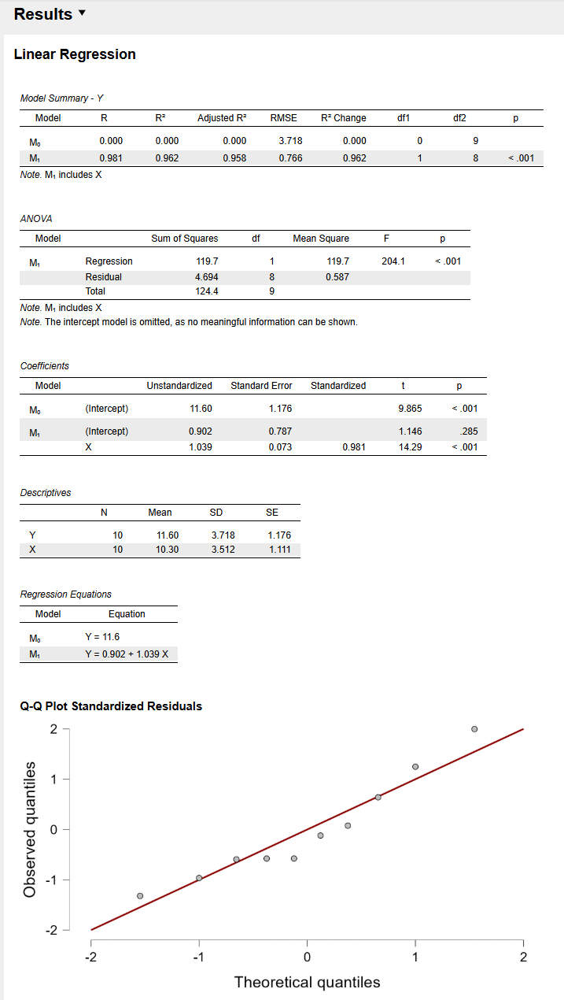 Results ▼
Linear Regression
Model Summary - Y
Model R R² Adjusted R² RMSE R² Change df1 df2 p
M₀ 0.000 0.000 0.000 3.718 0.000 0 9
M₁ 0.981 0.962 0.958 0.766 0.962 1 8 < .001
Note. M₁ includes X
ANOVA
Model Sum of Squares df Mean Square F p
M₁ Regression 119.7 1 119.7 204.1 < .001
Residual 4.694 8 0.587
Total 124.4 9
Note. M₁ includes X
Note. The intercept model is omitted, as no meaningful information can be shown.
Coefficients
Model Unstandardized Standard Error Standardized t p
M₀ (Intercept) 11.60 1.176 9.865 < .001
M₁ (Intercept) 0.902 0.787 1.146 .285
X 1.039 0.073 0.981 14.29 < .001
Descriptives
N Mean SD SE
Y 10 11.60 3.718 1.176
X 10 10.30 3.512 1.111
Regression Equations
Model Equation
M₀ Y = 11.6
M₁ Y = 0.902 + 1.039 X
Q-Q Plot Standardized Residuals
Observed quantiles
2
1
0
-1
-2
-2 -1 0 1 2
Theoretical quantiles